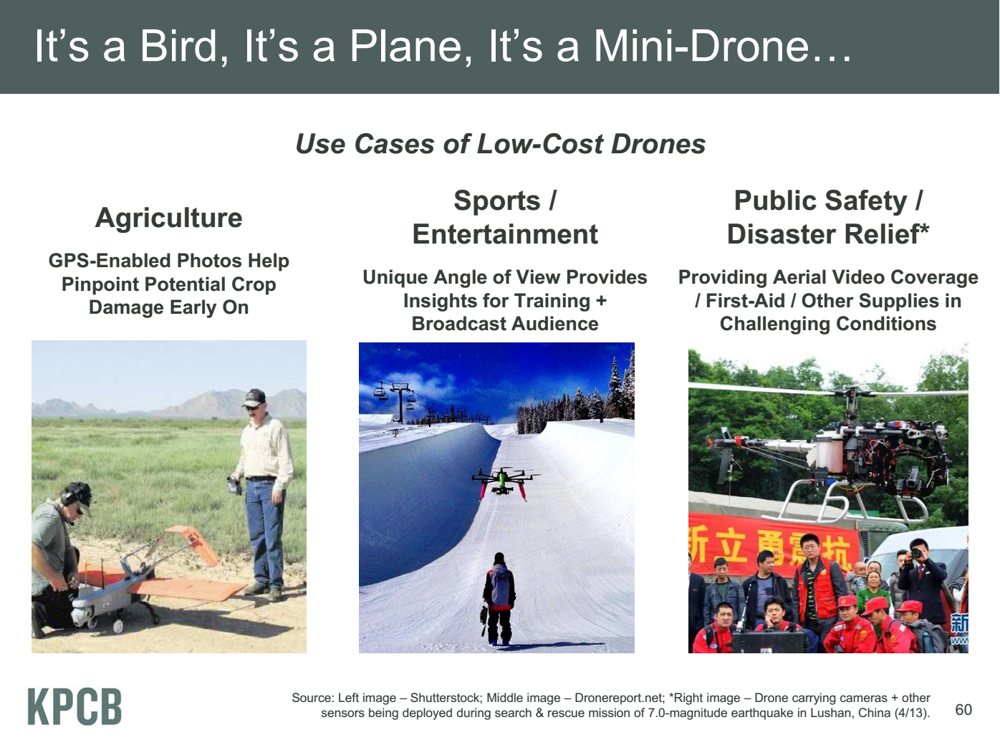 It’s a Bird, It’s a Plane, It’s a Mini-Drone…
Use Cases of Low-Cost Drones
Agriculture
GPS-Enabled Photos Help
Pinpoint Potential Crop
Damage Early On
Sports /
Entertainment
Unique Angle of View Provides
Insights for Training +
Broadcast Audience
Public Safety /
Disaster Relief*
Providing Aerial Video Coverage
/ First-Aid / Other Supplies in
Challenging Conditions
新立勇震抗
新
www
KPCB
Source: Left image – Shutterstock; Middle image – Dronereport.net; *Right image – Drone carrying cameras + other
sensors being deployed during search & rescue mission of 7.0-magnitude earthquake in Lushan, China (4/13).
60